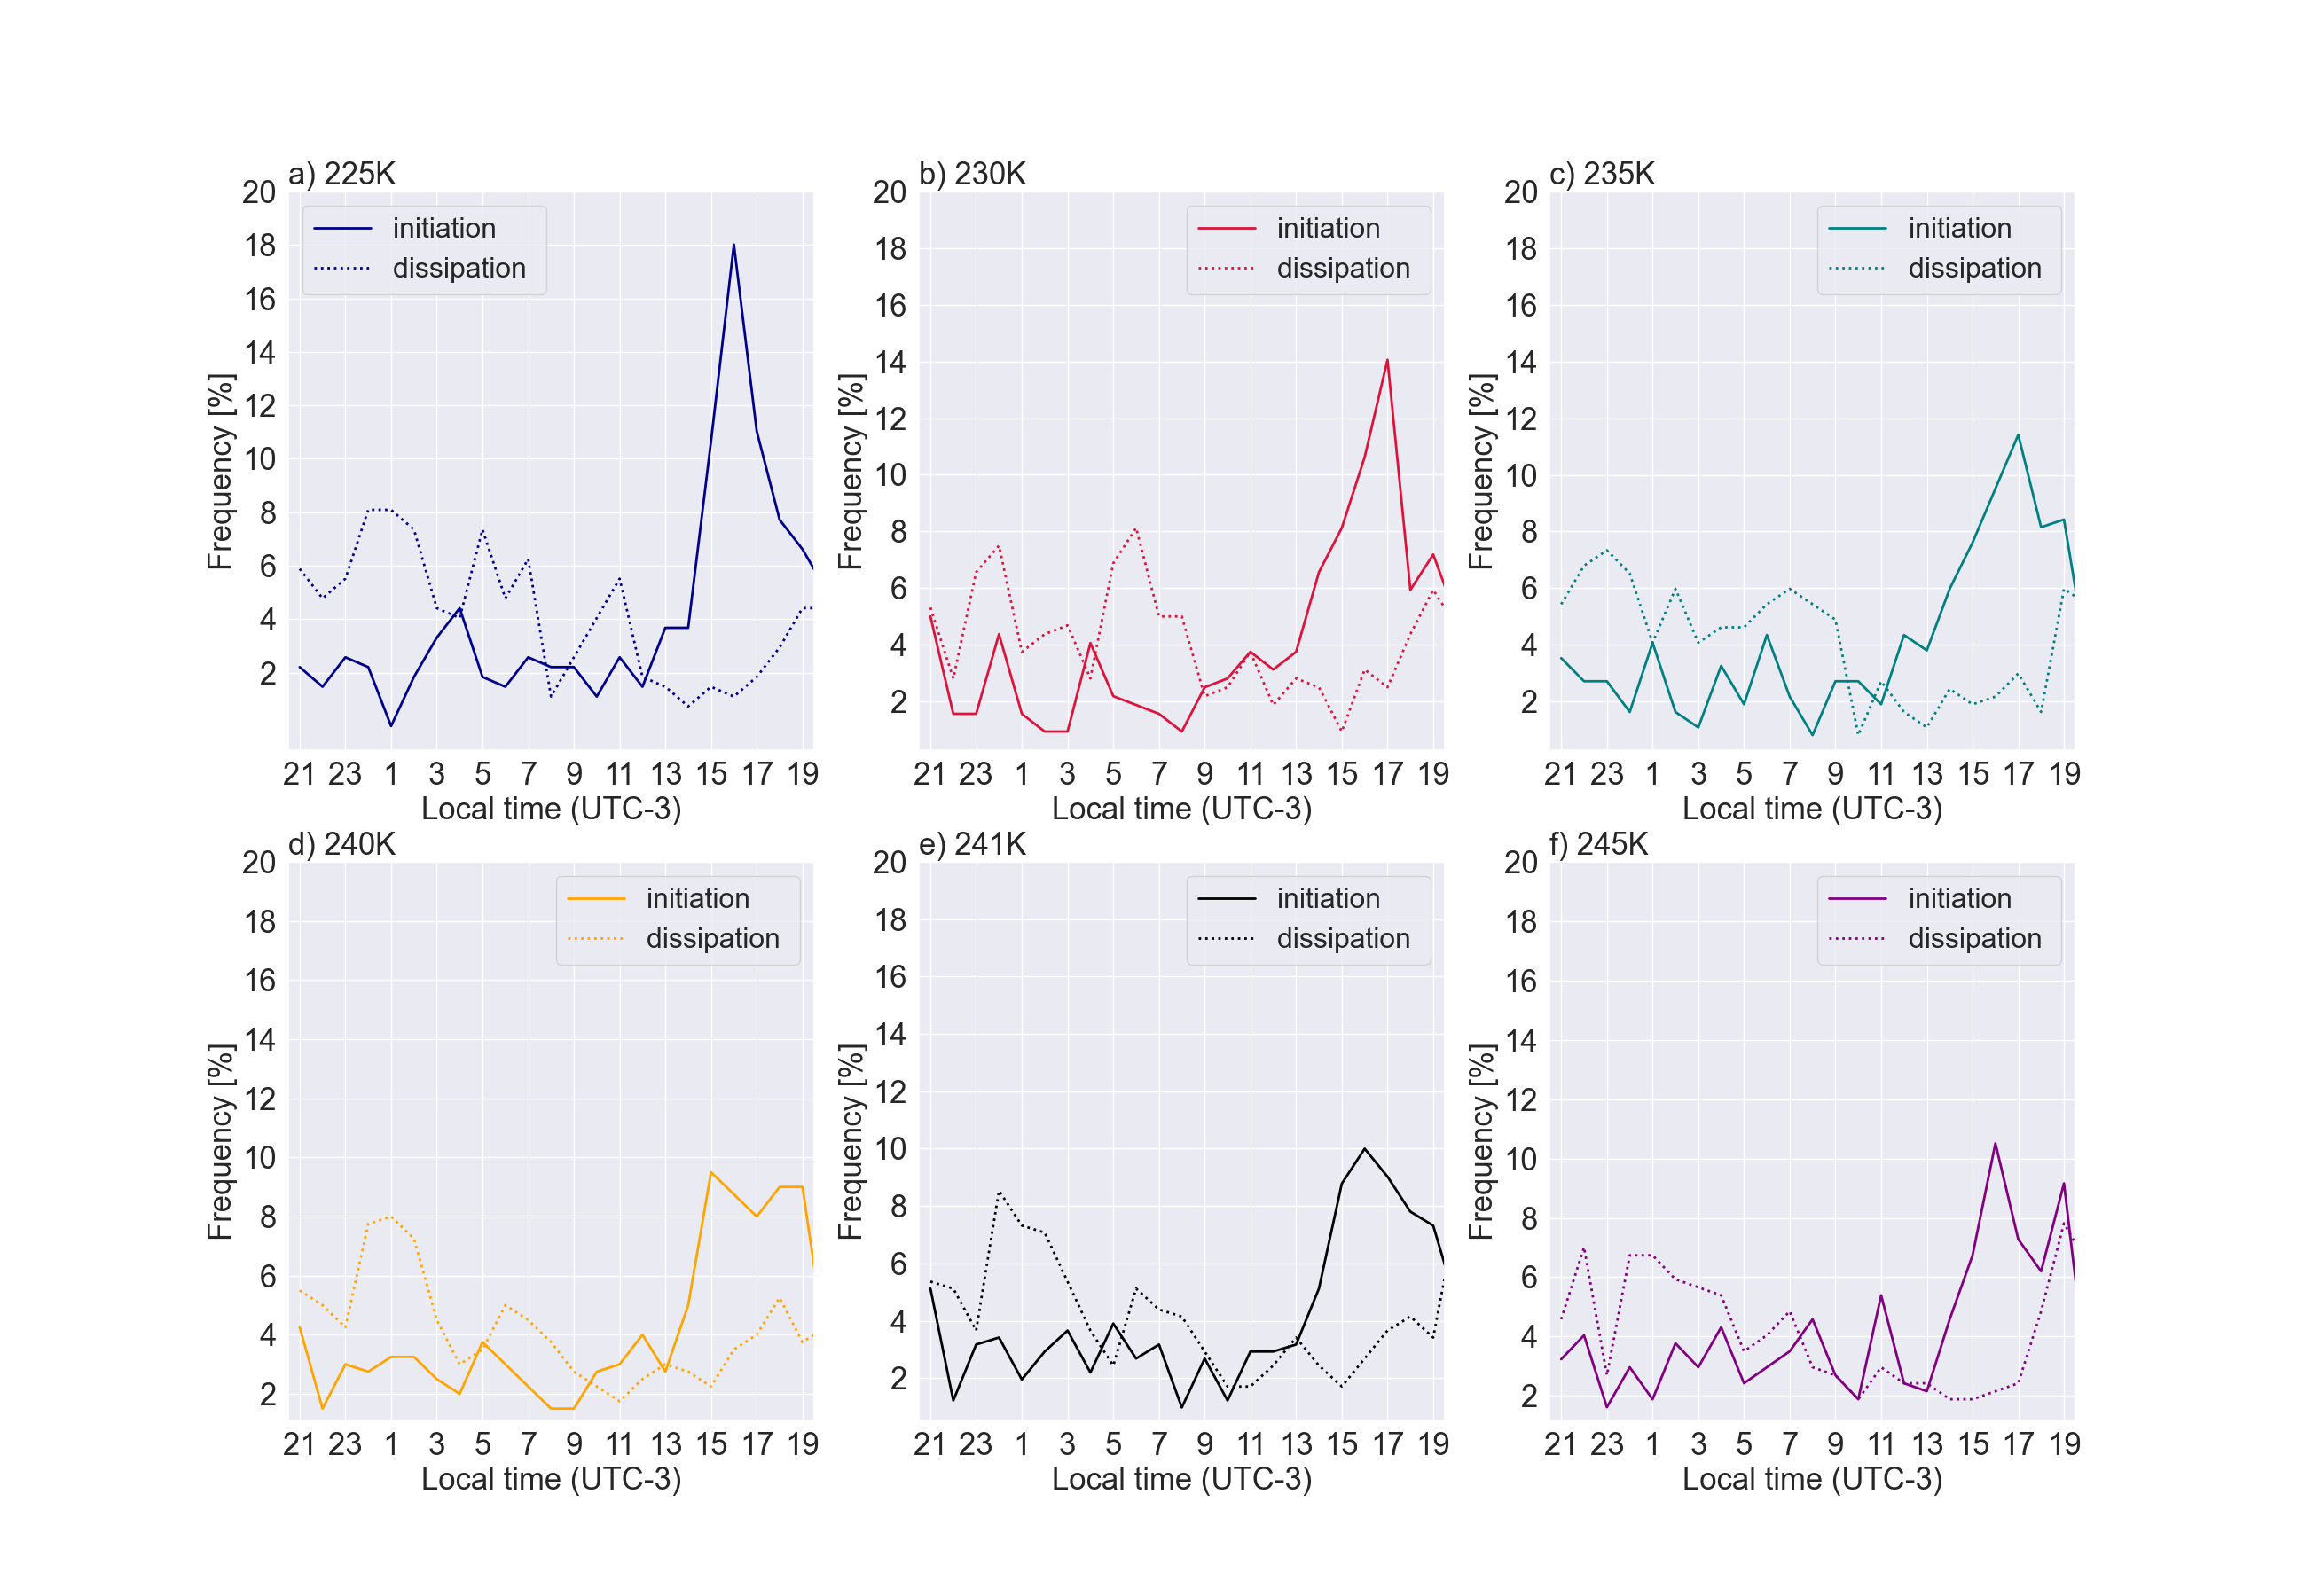 a) 225K
20
18
16
14
12
10
8
6
4
2
Frequency [%]
initiation
dissipation
21 23 1 3 5 7 9 11 13 15 17 19
Local time (UTC-3)
b) 230K
20
18
16
14
12
10
8
6
4
2
Frequency [%]
initiation
dissipation
21 23 1 3 5 7 9 11 13 15 17 19
Local time (UTC-3)
c) 235K
20
18
16
14
12
10
8
6
4
2
Frequency [%]
initiation
dissipation
21 23 1 3 5 7 9 11 13 15 17 19
Local time (UTC-3)
d) 240K
20
18
16
14
12
10
8
6
4
2
Frequency [%]
initiation
dissipation
21 23 1 3 5 7 9 11 13 15 17 19
Local time (UTC-3)
e) 241K
20
18
16
14
12
10
8
6
4
2
Frequency [%]
initiation
dissipation
21 23 1 3 5 7 9 11 13 15 17 19
Local time (UTC-3)
f) 245K
20
18
16
14
12
10
8
6
4
2
Frequency [%]
initiation
dissipation
21 23 1 3 5 7 9 11 13 15 17 19
Local time (UTC-3)